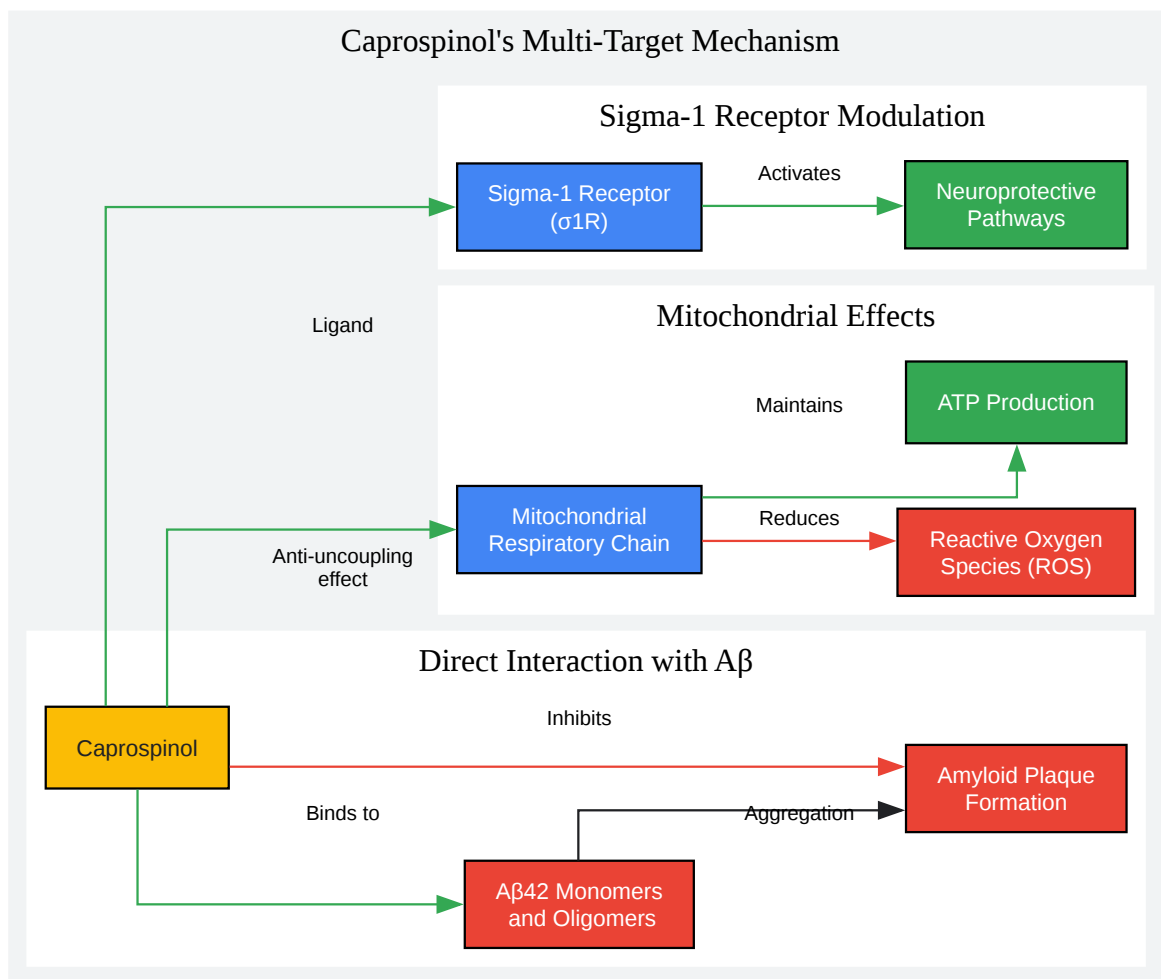 Caprospinol's Multi-Target Mechanism
Sigma-1 Receptor Modulation
Sigma-1 Receptor
(σ1R)
Activates
Neuroprotective
Pathways
Ligand
Mitochondrial Effects
Maintains
ATP Production
Mitochondrial
Respiratory Chain
Reduces
Reactive Oxygen
Species (ROS)
Anti-uncoupling
effect
Direct Interaction with Aβ
Caprospinol
Inhibits
Amyloid Plaque
Formation
Binds to
Aggregation
Aβ42 Monomers
and Oligomers